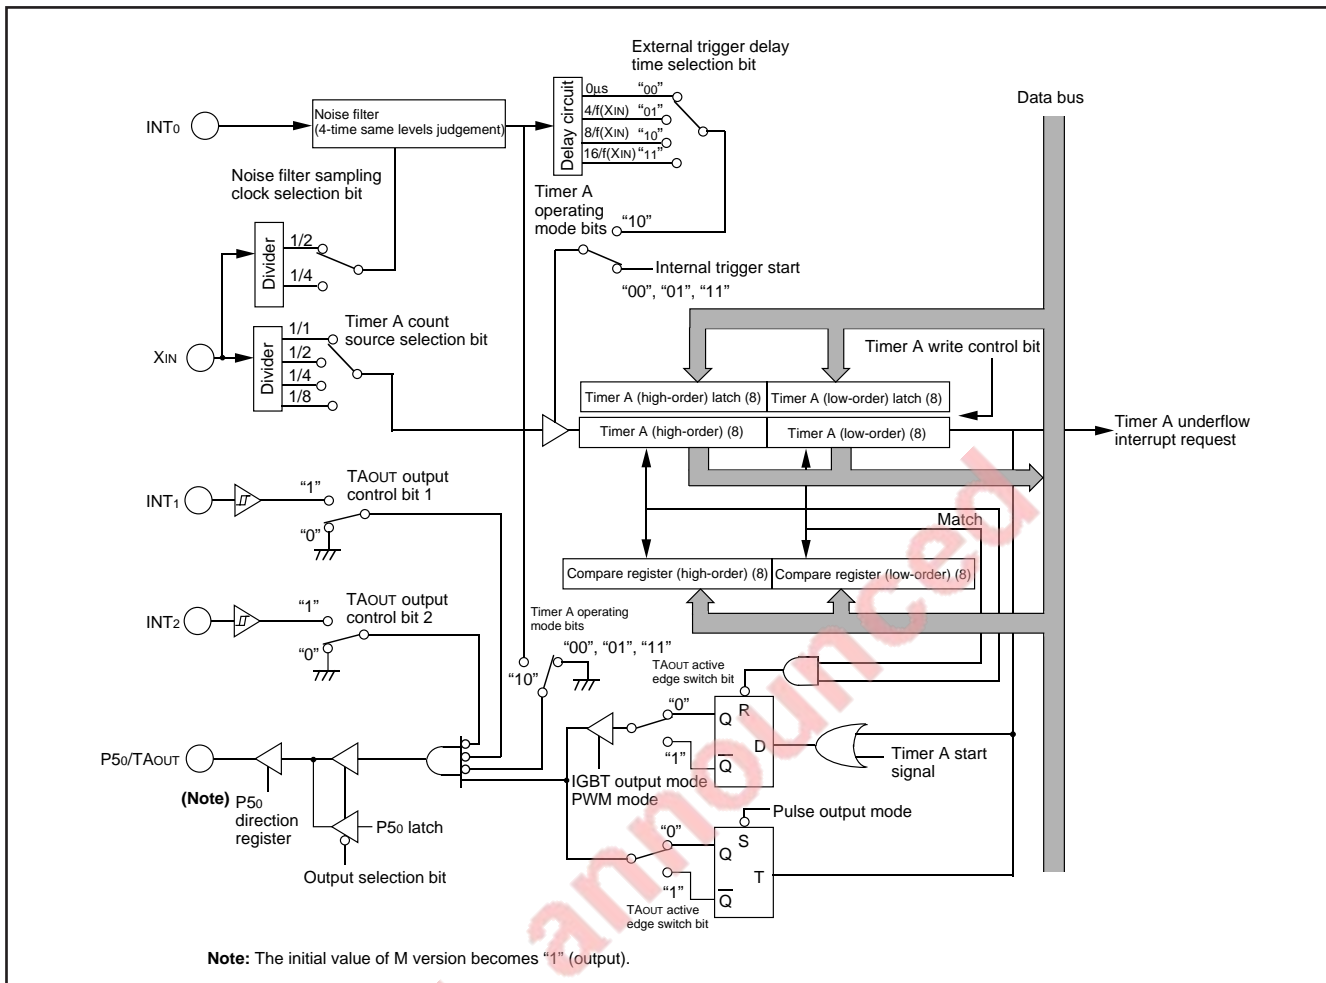 External trigger delay
time selection bit
Data bus
INT0
Noise filter
(4-time same levels judgement)
Delay circuit
0µs "00"
4/f(XIN) "01"
8/f(XIN) "10"
16/f(XIN) "11"
Noise filter sampling
clock selection bit
Timer A
operating
mode bits
"10"
Divider
1/2
1/4
Internal trigger start
"00", "01", "11"
XIN
Divider
1/1
1/2
1/4
1/8
Timer A count
source selection bit
Timer A write control bit
Timer A (high-order) latch (8)
Timer A (low-order) latch (8)
Timer A (high-order) (8)
Timer A (low-order) (8)
Timer A underflow
interrupt request
INT1
"1"
"0"
TAOUT output
control bit 1
Match
Compare register (high-order) (8)
Compare register (low-order) (8)
INT2
"1"
"0"
TAOUT output
control bit 2
Timer A operating
mode bits
"00", "01", "11"
"10"
TAOUT active
edge switch bit
"0"
"1"
R
Q
D
Q
Timer A start
signal
P50/TAOUT
(Note)
P50
direction
register
P50 latch
Output selection bit
IGBT output mode
PWM mode
Pulse output mode
"0"
"1"
S
Q
T
Q
TAOUT active
edge switch bit
Note: The initial value of M version becomes "1" (output).
announced